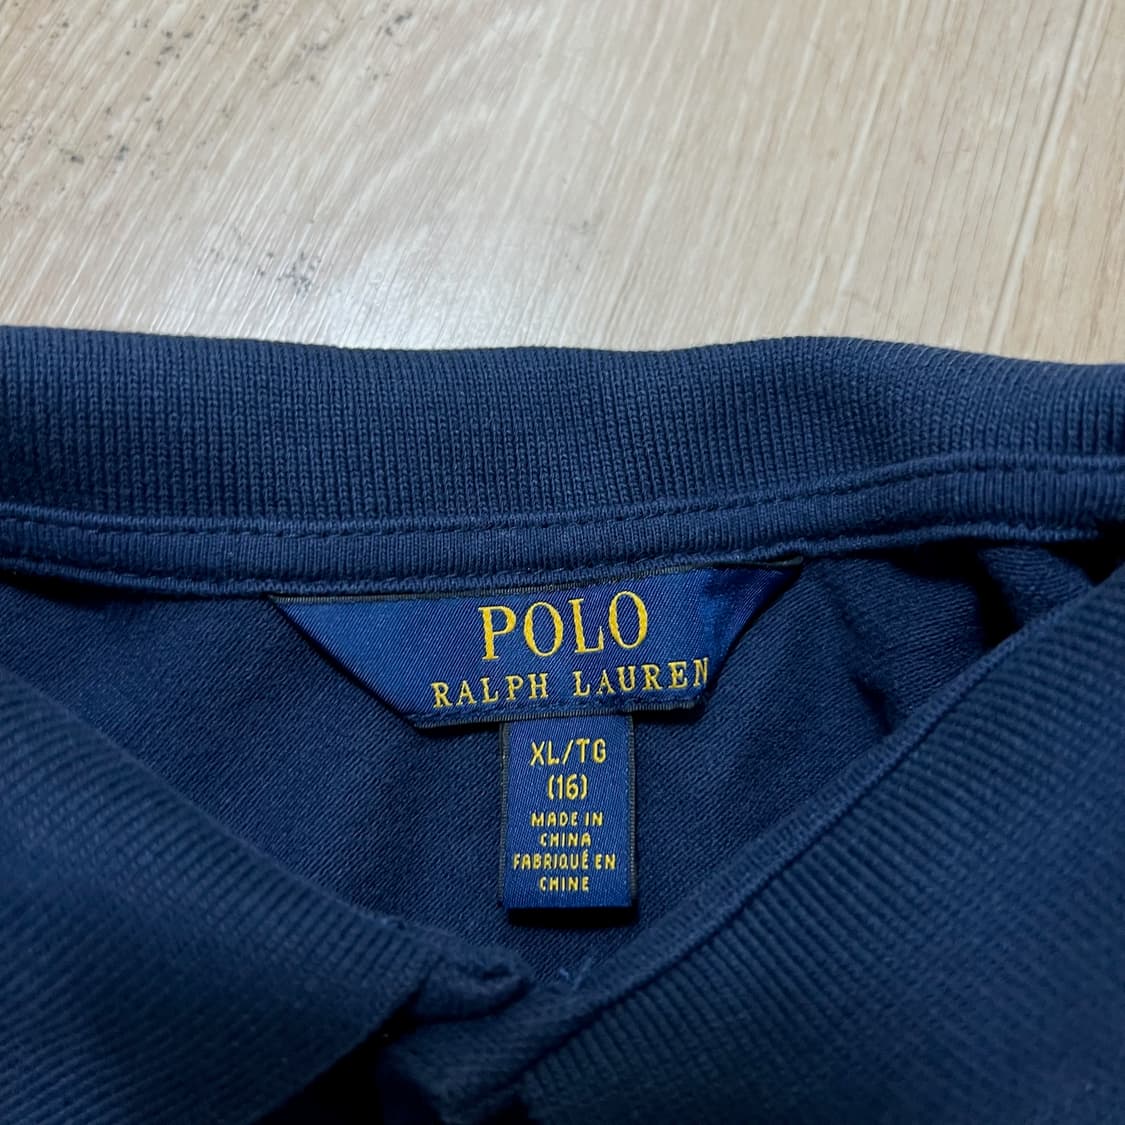 POLO
RALPH LAUREN
XL/TG
(16)
MADE IN
CHINA
FABRIQUÉ EN
CHINE